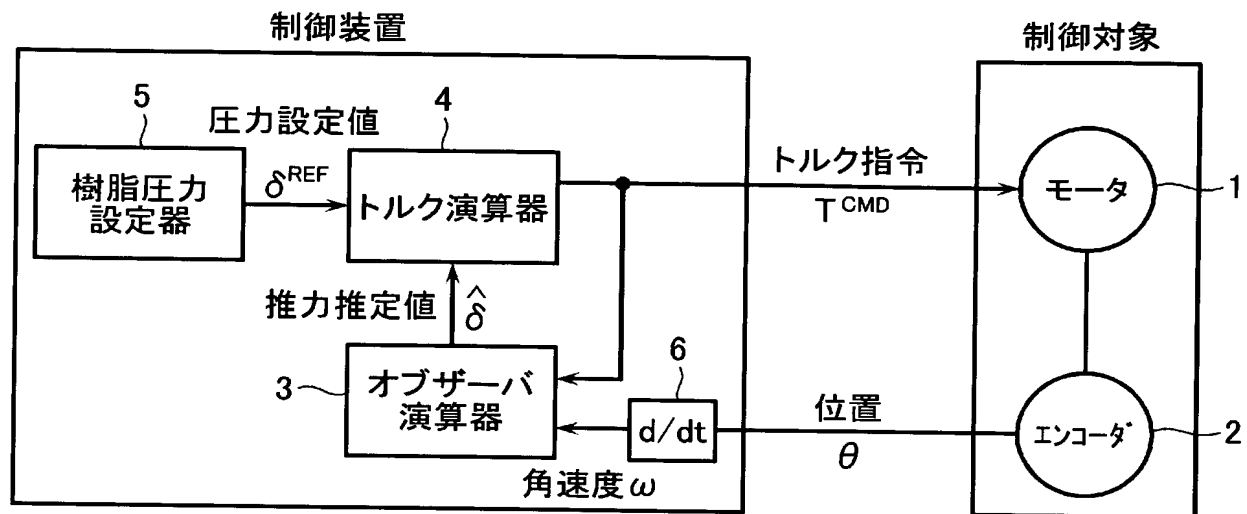 制御装置
制御対象
5
圧力設定値
4
樹脂圧力
設定器
δREF
トルク演算器
トルク指令
TCMD
モータ
1
推力推定値
δ̂
3
オブザーバ
演算器
6
d/dt
角速度ω
位置
θ
エンコーダ
2